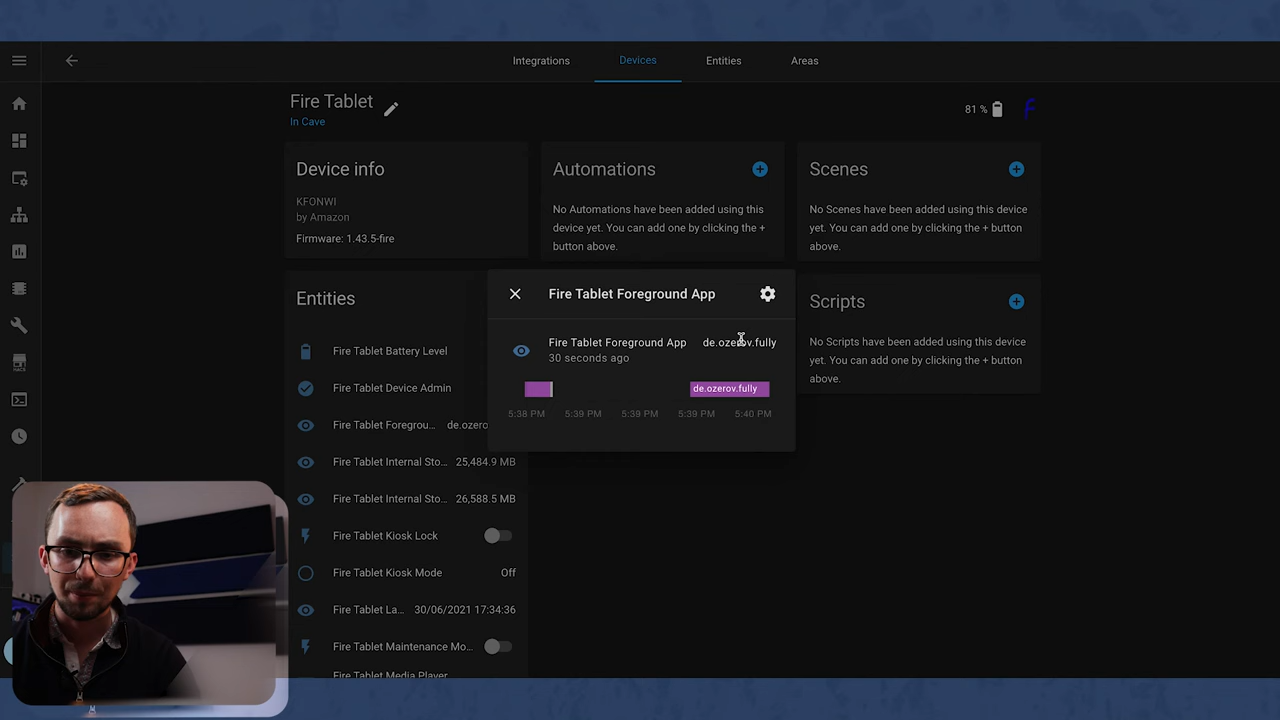 Integrations
Devices
Entities
Areas
Fire Tablet
In Cave
81 %
Device info
KFONWI
by Amazon
Firmware: 1.43.5-fire
Automations
No Automations have been added using this
device yet. You can add one by clicking the +
button above.
Scenes
No Scenes have been added using this
device yet. You can add one by clicking the +
button above.
Scripts
No Scripts have been added using this
device yet. You can add one by clicking the +
button above.
Entities
Fire Tablet Battery Level
Fire Tablet Device Admin
Fire Tablet Foregrou... de.ozero
Fire Tablet Internal Sto... 25,484.9 MB
Fire Tablet Internal Sto... 26,588.5 MB
Fire Tablet Kiosk Lock
Fire Tablet Kiosk Mode Off
Fire Tablet La... 30/06/2021 17:34:36
Fire Tablet Maintenance Mo...
Fire Tablet Media Player
Fire Tablet Foreground App
Fire Tablet Foreground App de.ozerov.fully
30 seconds ago
de.ozerov.fully
5:38 PM 5:39 PM 5:39 PM 5:39 PM 5:40 PM
HACS